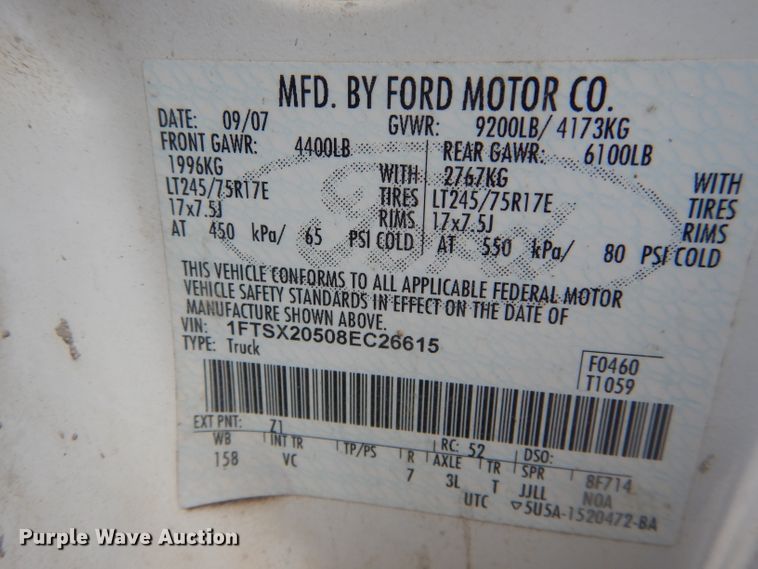 MFD. BY FORD MOTOR CO.
DATE: 09/07 GVWR: 9200LB/ 4173KG
FRONT GAWR: 4400LB REAR GAWR: 6100LB
1996KG WITH 2767KG WITH
LT245/75R17E TIRES LT245/75R17E TIRES
17x7.5J RIMS 17x7.5J RIMS
AT 450 kPa/ 65 PSI COLD AT 550 kPa/ 80 PSI COLD
THIS VEHICLE CONFORMS TO ALL APPLICABLE FEDERAL MOTOR
VEHICLE SAFETY STANDARDS IN EFFECT ON THE DATE OF
MANUFACTURE SHOWN ABOVE.
VIN: 1FTSX20508EC26615
TYPE: Truck
F0460
T1059
EXT PNT: Z1 RC: 52 DSO:
WB INT TR TP/PS R AXLE TR SPR 8F714
158 VC 7 3L T JJLL NOA
UTC ▽5U5A-1520472-BA
Ford
Purple Wave Auction